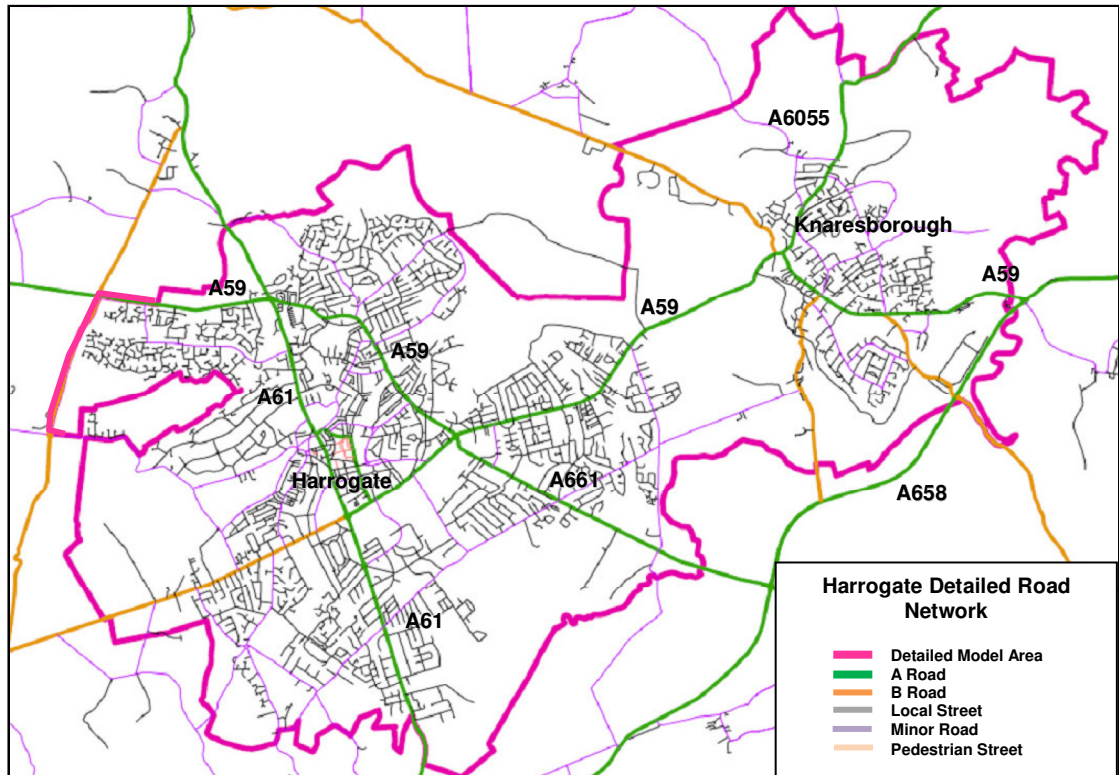 A6055
Knaresborough
A59
A59
A59
A59
A61
Harrogate
A661
A658
A61
Harrogate Detailed Road
Network
Detailed Model Area
A Road
B Road
Local Street
Minor Road
Pedestrian Street